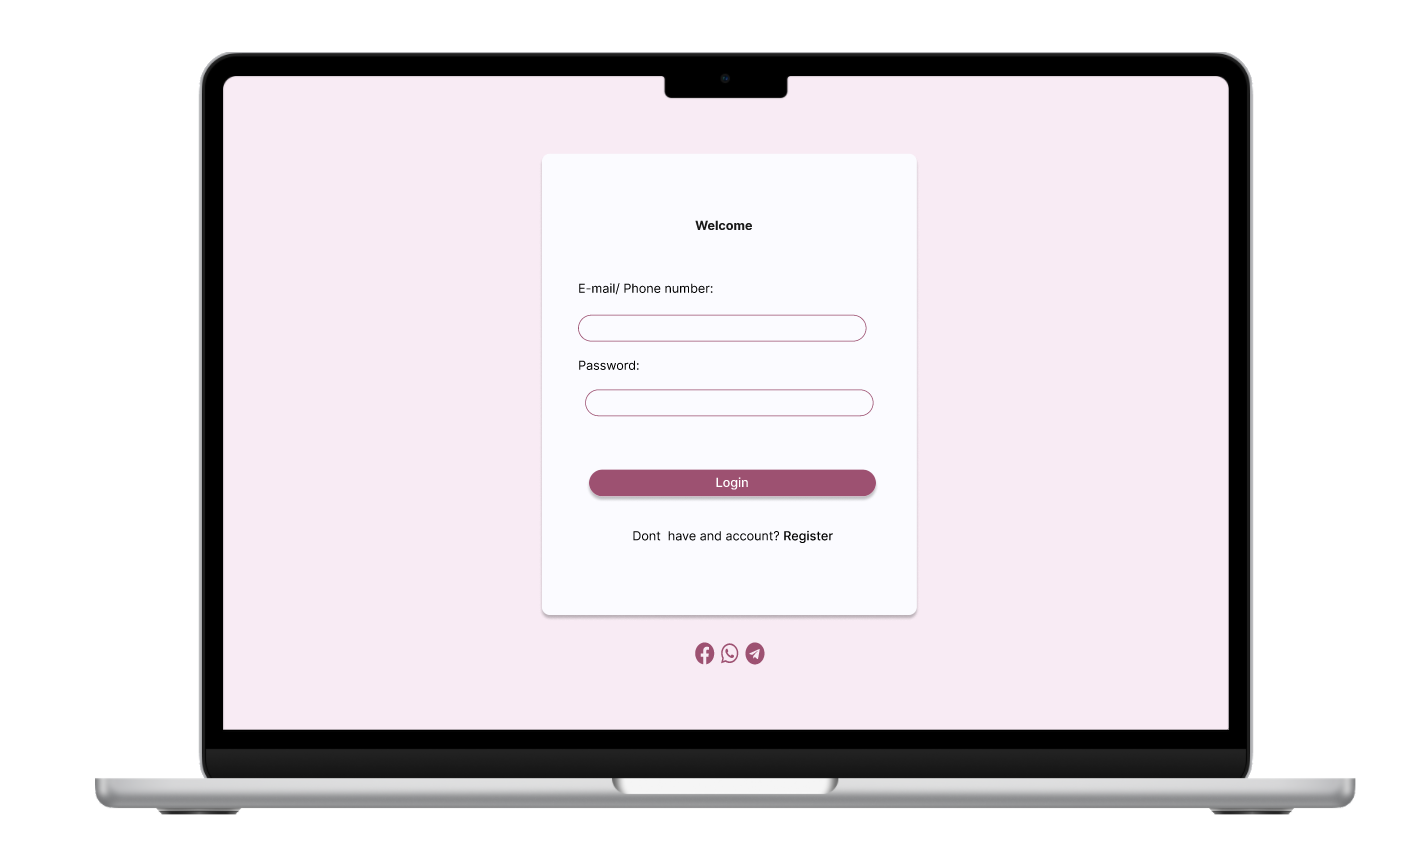 Welcome
E-mail/ Phone number:
Password:
Login
Dont  have and account? Register